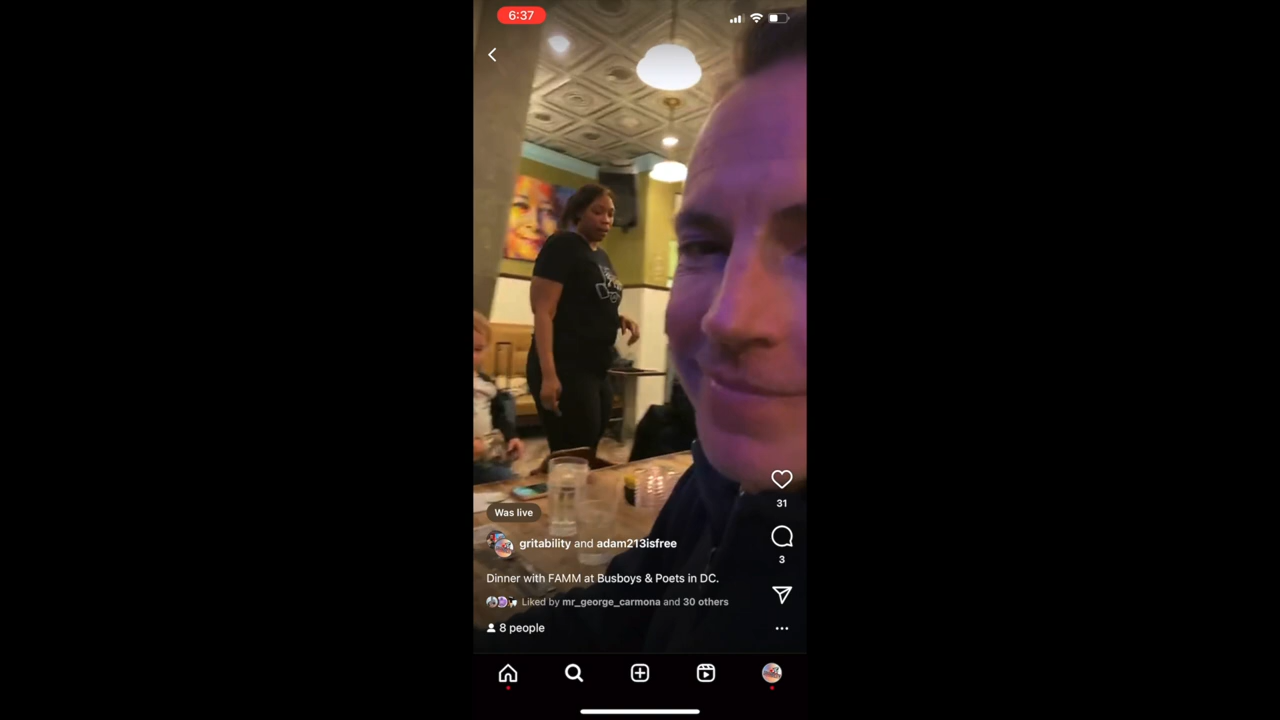 6:37
Was live
31
gritability and adam213isfree
3
Dinner with FAMM at Busboys & Poets in DC.
Liked by mr_george_carmona and 30 others
8 people